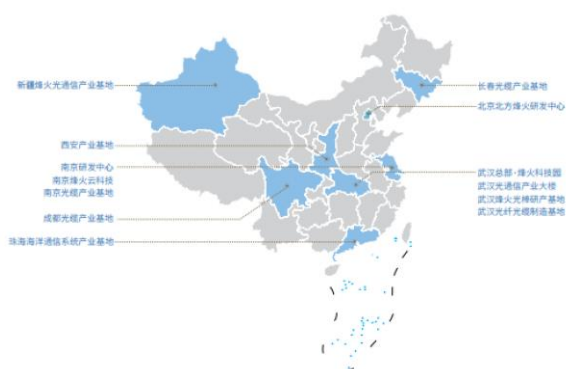 新疆烽火光通信产业基地
西安产业基地
南京研发中心
南京烽火云科技
南京光缆产业基地
成都光缆产业基地
珠海海洋通信系统产业基地
长春光缆产业基地
北京北方烽火研发中心
武汉总部·烽火科技园
武汉光通信产业大楼
武汉烽火光棒研产基地
武汉光纤光缆制造基地